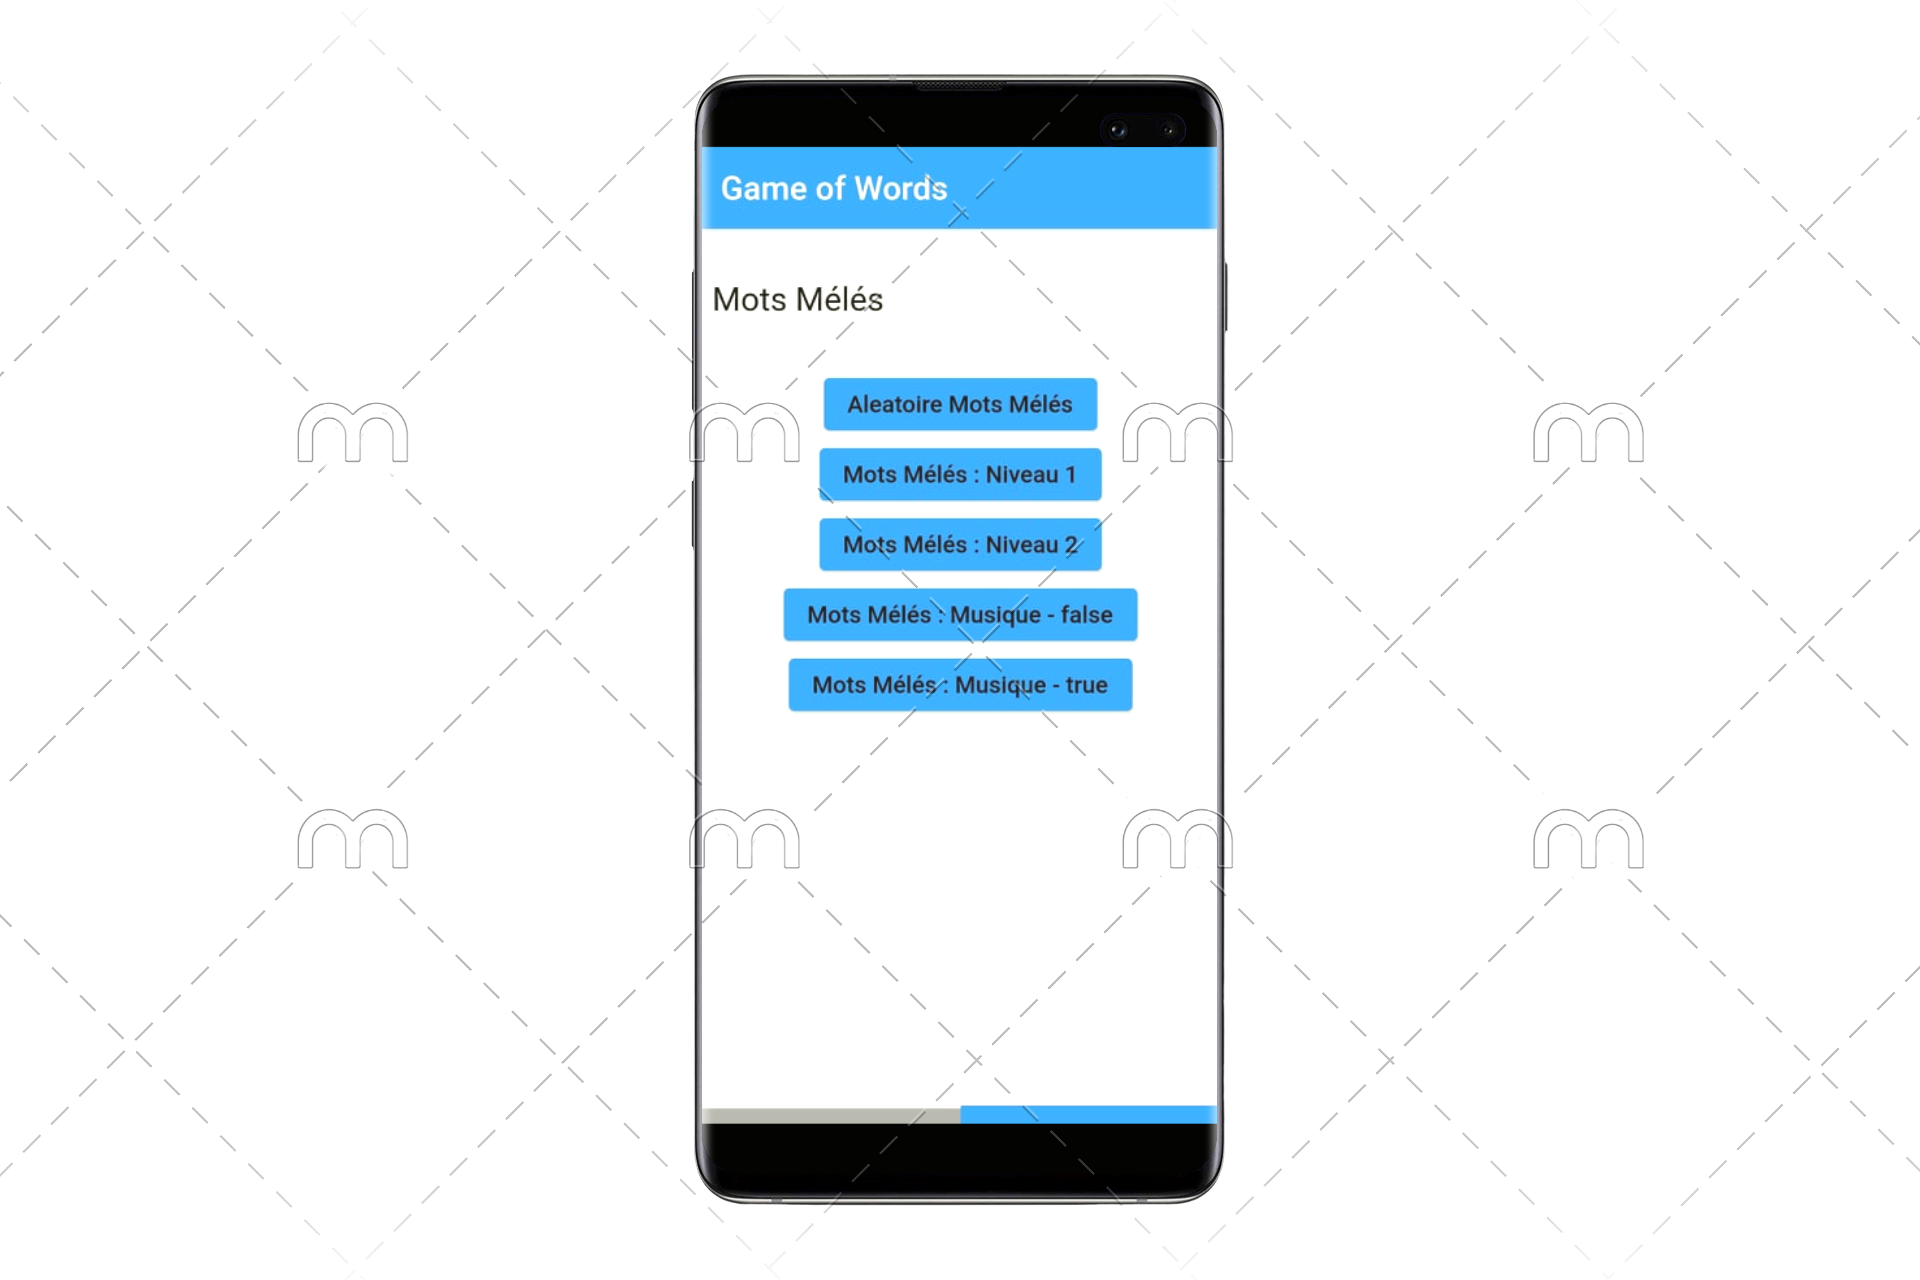 Game of Words
Mots Mélés
Aleatoire Mots Mélés
Mots Mélés : Niveau 1
Mots Mélés : Niveau 2
Mots Mélés : Musique - false
Mots Mélés : Musique - true